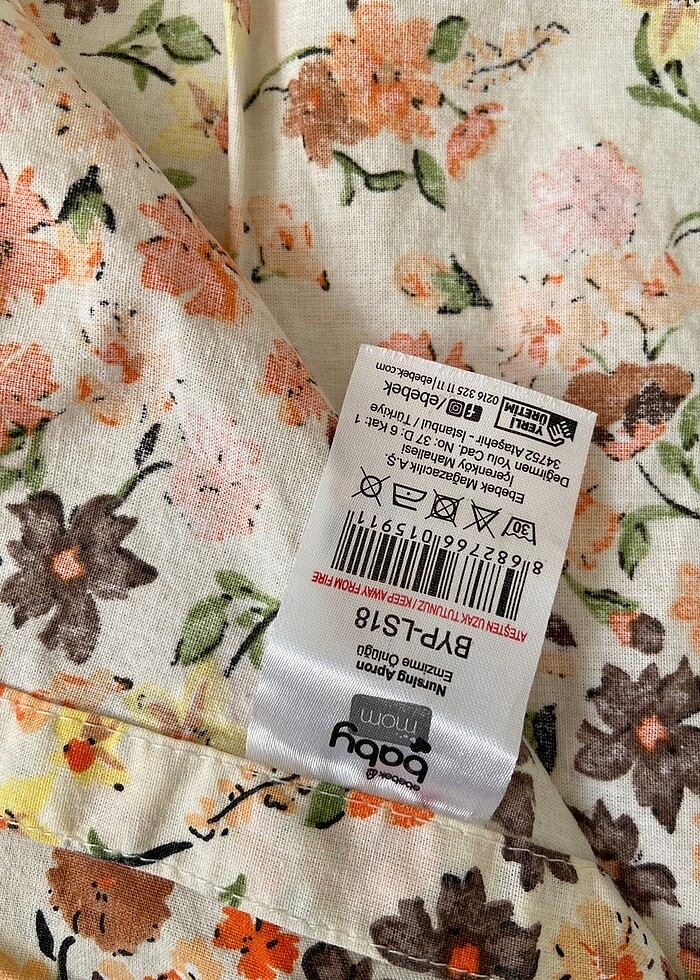 ebebek
baby
mom
Nursing Apron
Emzirme Önlüğü
BYP-LS18
ATEŞTEN UZAK TUTUNUZ / KEEP AWAY FROM FIRE
8 682766 015911
30
Ebebek Mağazacılık A.Ş.
İçerenköy Mahallesi
Değirmen Yolu Cad. No: 37 D: 6 Kat: 1
34752 Ataşehir - İstanbul / Türkiye
YERLİ
ÜRETİM
/ebebek
0216 325 11 11 | ebebek.com